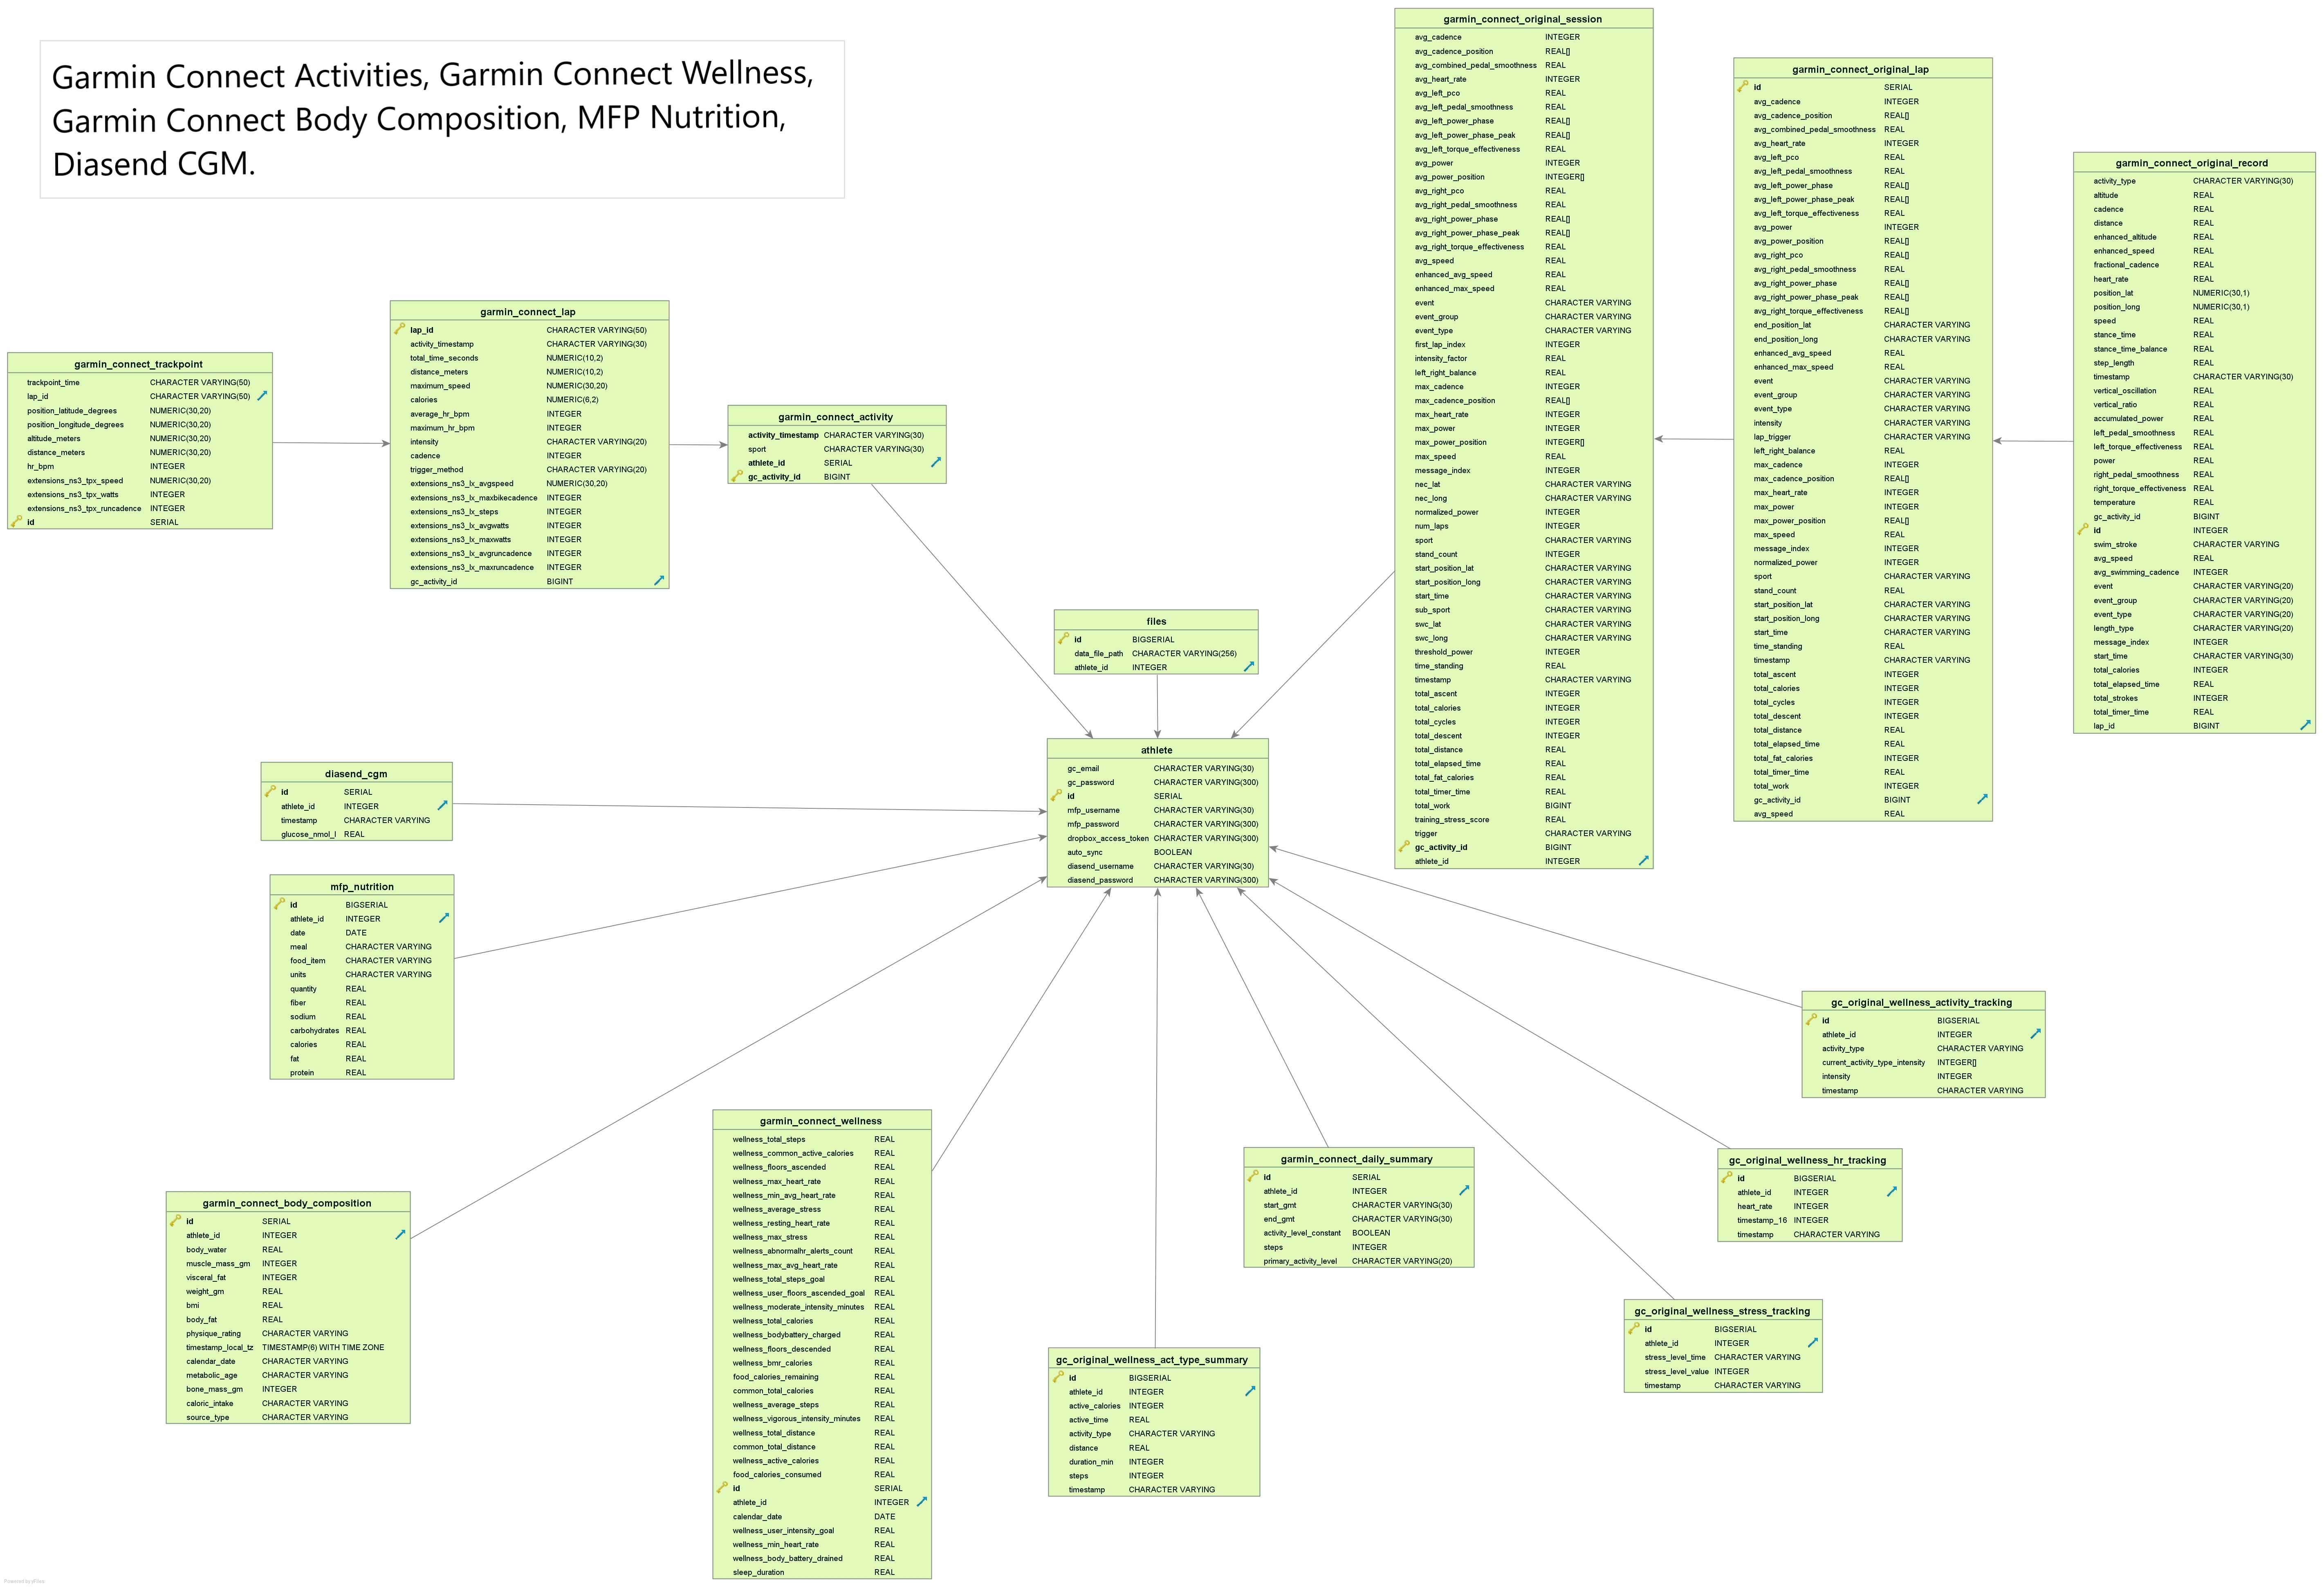 Garmin Connect Activities, Garmin Connect Wellness,
Garmin Connect Body Composition, MFP Nutrition,
Diasend CGM.
garmin_connect_trackpoint
trackpoint_time CHARACTER VARYING(50)
lap_id CHARACTER VARYING(50)
position_latitude_degrees NUMERIC(30,20)
position_longitude_degrees NUMERIC(30,20)
altitude_meters NUMERIC(30,20)
distance_meters NUMERIC(30,20)
hr_bpm INTEGER
extensions_ns3_tpx_speed NUMERIC(30,20)
extensions_ns3_tpx_watts INTEGER
extensions_ns3_tpx_runcadence INTEGER
id SERIAL
garmin_connect_lap
lap_id CHARACTER VARYING(50)
activity_timestamp CHARACTER VARYING(30)
total_time_seconds NUMERIC(10,2)
distance_meters NUMERIC(10,2)
maximum_speed NUMERIC(30,20)
calories NUMERIC(6,2)
average_hr_bpm INTEGER
maximum_hr_bpm INTEGER
intensity CHARACTER VARYING(20)
cadence INTEGER
trigger_method CHARACTER VARYING(20)
extensions_ns3_lx_avgspeed NUMERIC(30,20)
extensions_ns3_lx_maxbikecadence INTEGER
extensions_ns3_lx_steps INTEGER
extensions_ns3_lx_avgwatts INTEGER
extensions_ns3_lx_maxwatts INTEGER
extensions_ns3_lx_avgruncadence INTEGER
extensions_ns3_lx_maxruncadence INTEGER
gc_activity_id BIGINT
garmin_connect_activity
activity_timestamp CHARACTER VARYING(30)
sport CHARACTER VARYING(30)
athlete_id SERIAL
gc_activity_id BIGINT
files
id BIGSERIAL
data_file_path CHARACTER VARYING(256)
athlete_id INTEGER
athlete
gc_email CHARACTER VARYING(30)
gc_password CHARACTER VARYING(300)
id SERIAL
mfp_username CHARACTER VARYING(30)
mfp_password CHARACTER VARYING(300)
dropbox_access_token CHARACTER VARYING(300)
auto_sync BOOLEAN
diasend_username CHARACTER VARYING(30)
diasend_password CHARACTER VARYING(300)
garmin_connect_original_session
avg_cadence INTEGER
avg_cadence_position REAL[]
avg_combined_pedal_smoothness REAL
avg_heart_rate INTEGER
avg_left_pco REAL
avg_left_pedal_smoothness REAL
avg_left_power_phase REAL[]
avg_left_power_phase_peak REAL[]
avg_left_torque_effectiveness REAL
avg_power INTEGER
avg_power_position INTEGER[]
avg_right_pco REAL
avg_right_pedal_smoothness REAL
avg_right_power_phase REAL[]
avg_right_power_phase_peak REAL[]
avg_right_torque_effectiveness REAL
avg_speed REAL
enhanced_avg_speed REAL
enhanced_max_speed REAL
event CHARACTER VARYING
event_group CHARACTER VARYING
event_type CHARACTER VARYING
first_lap_index INTEGER
intensity_factor REAL
left_right_balance REAL
max_cadence INTEGER
max_cadence_position REAL[]
max_heart_rate INTEGER
max_power INTEGER
max_power_position INTEGER[]
max_speed REAL
message_index INTEGER
nec_lat CHARACTER VARYING
nec_long CHARACTER VARYING
normalized_power INTEGER
num_laps INTEGER
sport CHARACTER VARYING
stand_count INTEGER
start_position_lat CHARACTER VARYING
start_position_long CHARACTER VARYING
start_time CHARACTER VARYING
sub_sport CHARACTER VARYING
swc_lat CHARACTER VARYING
swc_long CHARACTER VARYING
threshold_power INTEGER
time_standing REAL
timestamp CHARACTER VARYING
total_ascent INTEGER
total_calories INTEGER
total_cycles INTEGER
total_descent INTEGER
total_distance REAL
total_elapsed_time REAL
total_fat_calories REAL
total_timer_time REAL
total_work BIGINT
training_stress_score REAL
trigger CHARACTER VARYING
gc_activity_id BIGINT
athlete_id INTEGER
garmin_connect_original_lap
id SERIAL
avg_cadence INTEGER
avg_cadence_position REAL[]
avg_combined_pedal_smoothness REAL
avg_heart_rate INTEGER
avg_left_pco REAL
avg_left_pedal_smoothness REAL
avg_left_power_phase REAL[]
avg_left_power_phase_peak REAL[]
avg_left_torque_effectiveness REAL
avg_power INTEGER
avg_power_position REAL[]
avg_right_pco REAL[]
avg_right_pedal_smoothness REAL
avg_right_power_phase REAL[]
avg_right_power_phase_peak REAL[]
avg_right_torque_effectiveness REAL[]
end_position_lat CHARACTER VARYING
end_position_long CHARACTER VARYING
enhanced_avg_speed REAL
enhanced_max_speed REAL
event CHARACTER VARYING
event_group CHARACTER VARYING
event_type CHARACTER VARYING
intensity CHARACTER VARYING
lap_trigger CHARACTER VARYING
left_right_balance REAL
max_cadence INTEGER
max_cadence_position REAL[]
max_heart_rate INTEGER
max_power INTEGER
max_power_position REAL[]
max_speed REAL
message_index INTEGER
normalized_power INTEGER
sport CHARACTER VARYING
stand_count REAL
start_position_lat CHARACTER VARYING
start_position_long CHARACTER VARYING
start_time CHARACTER VARYING
time_standing REAL
timestamp CHARACTER VARYING
total_ascent INTEGER
total_calories INTEGER
total_cycles INTEGER
total_descent INTEGER
total_distance REAL
total_elapsed_time REAL
total_fat_calories INTEGER
total_timer_time REAL
total_work INTEGER
gc_activity_id BIGINT
avg_speed REAL
garmin_connect_original_record
activity_type CHARACTER VARYING(30)
altitude REAL
cadence REAL
distance REAL
enhanced_altitude REAL
enhanced_speed REAL
fractional_cadence REAL
heart_rate REAL
position_lat NUMERIC(30,1)
position_long NUMERIC(30,1)
speed REAL
stance_time REAL
stance_time_balance REAL
step_length REAL
timestamp CHARACTER VARYING(30)
vertical_oscillation REAL
vertical_ratio REAL
accumulated_power REAL
left_pedal_smoothness REAL
left_torque_effectiveness REAL
power REAL
right_pedal_smoothness REAL
right_torque_effectiveness REAL
temperature REAL
gc_activity_id BIGINT
id INTEGER
swim_stroke CHARACTER VARYING
avg_speed REAL
avg_swimming_cadence INTEGER
event CHARACTER VARYING(20)
event_group CHARACTER VARYING(20)
event_type CHARACTER VARYING(20)
length_type CHARACTER VARYING(20)
message_index INTEGER
start_time CHARACTER VARYING(30)
total_calories INTEGER
total_elapsed_time REAL
total_strokes INTEGER
total_timer_time REAL
lap_id BIGINT
diasend_cgm
id SERIAL
athlete_id INTEGER
timestamp CHARACTER VARYING
glucose_nmol_l REAL
mfp_nutrition
id BIGSERIAL
athlete_id INTEGER
date DATE
meal CHARACTER VARYING
food_item CHARACTER VARYING
units CHARACTER VARYING
quantity REAL
fiber REAL
sodium REAL
carbohydrates REAL
calories REAL
fat REAL
protein REAL
garmin_connect_body_composition
id SERIAL
athlete_id INTEGER
body_water REAL
muscle_mass_gm INTEGER
visceral_fat INTEGER
weight_gm REAL
bmi REAL
body_fat REAL
physique_rating CHARACTER VARYING
timestamp_local_tz TIMESTAMP(6) WITH TIME ZONE
calendar_date CHARACTER VARYING
metabolic_age CHARACTER VARYING
bone_mass_gm INTEGER
caloric_intake CHARACTER VARYING
source_type CHARACTER VARYING
garmin_connect_wellness
wellness_total_steps REAL
wellness_common_active_calories REAL
wellness_floors_ascended REAL
wellness_max_heart_rate REAL
wellness_min_avg_heart_rate REAL
wellness_average_stress REAL
wellness_resting_heart_rate REAL
wellness_max_stress REAL
wellness_abnormalhr_alerts_count REAL
wellness_max_avg_heart_rate REAL
wellness_total_steps_goal REAL
wellness_user_floors_ascended_goal REAL
wellness_moderate_intensity_minutes REAL
wellness_total_calories REAL
wellness_bodybattery_charged REAL
wellness_floors_descended REAL
wellness_bmr_calories REAL
food_calories_remaining REAL
common_total_calories REAL
wellness_average_steps REAL
wellness_vigorous_intensity_minutes REAL
wellness_total_distance REAL
common_total_distance REAL
wellness_active_calories REAL
food_calories_consumed REAL
id SERIAL
athlete_id INTEGER
calendar_date DATE
wellness_user_intensity_goal REAL
wellness_min_heart_rate REAL
wellness_body_battery_drained REAL
sleep_duration REAL
gc_original_wellness_act_type_summary
id BIGSERIAL
athlete_id INTEGER
active_calories INTEGER
active_time REAL
activity_type CHARACTER VARYING
distance REAL
duration_min INTEGER
steps INTEGER
timestamp CHARACTER VARYING
garmin_connect_daily_summary
id SERIAL
athlete_id INTEGER
start_gmt CHARACTER VARYING(30)
end_gmt CHARACTER VARYING(30)
activity_level_constant BOOLEAN
steps INTEGER
primary_activity_level CHARACTER VARYING(20)
gc_original_wellness_stress_tracking
id BIGSERIAL
athlete_id INTEGER
stress_level_time CHARACTER VARYING
stress_level_value INTEGER
timestamp CHARACTER VARYING
gc_original_wellness_hr_tracking
id BIGSERIAL
athlete_id INTEGER
heart_rate INTEGER
timestamp_16 INTEGER
timestamp CHARACTER VARYING
gc_original_wellness_activity_tracking
id BIGSERIAL
athlete_id INTEGER
activity_type CHARACTER VARYING
current_activity_type_intensity INTEGER[]
intensity INTEGER
timestamp CHARACTER VARYING
Powered by yFiles